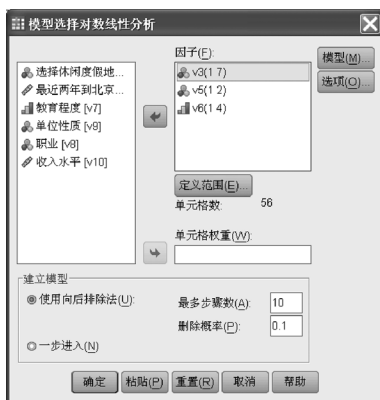 模型选择对数线性分析
因子(F):
选择休闲度假地...
最近两年到北京...
教育程度 [v7]
单位性质 [v9]
职业 [v8]
收入水平 [v10]
v3(1 7)
v5(1 2)
v6(1 4)
模型(M)...
选项(O)...
定义范围(E)...
单元格数: 56
单元格权重(W):
建立模型
使用向后排除法(U):
最多步骤数(A): 10
删除概率(P): 0.1
一步进入(N)
确定 粘贴(P) 重置(R) 取消 帮助